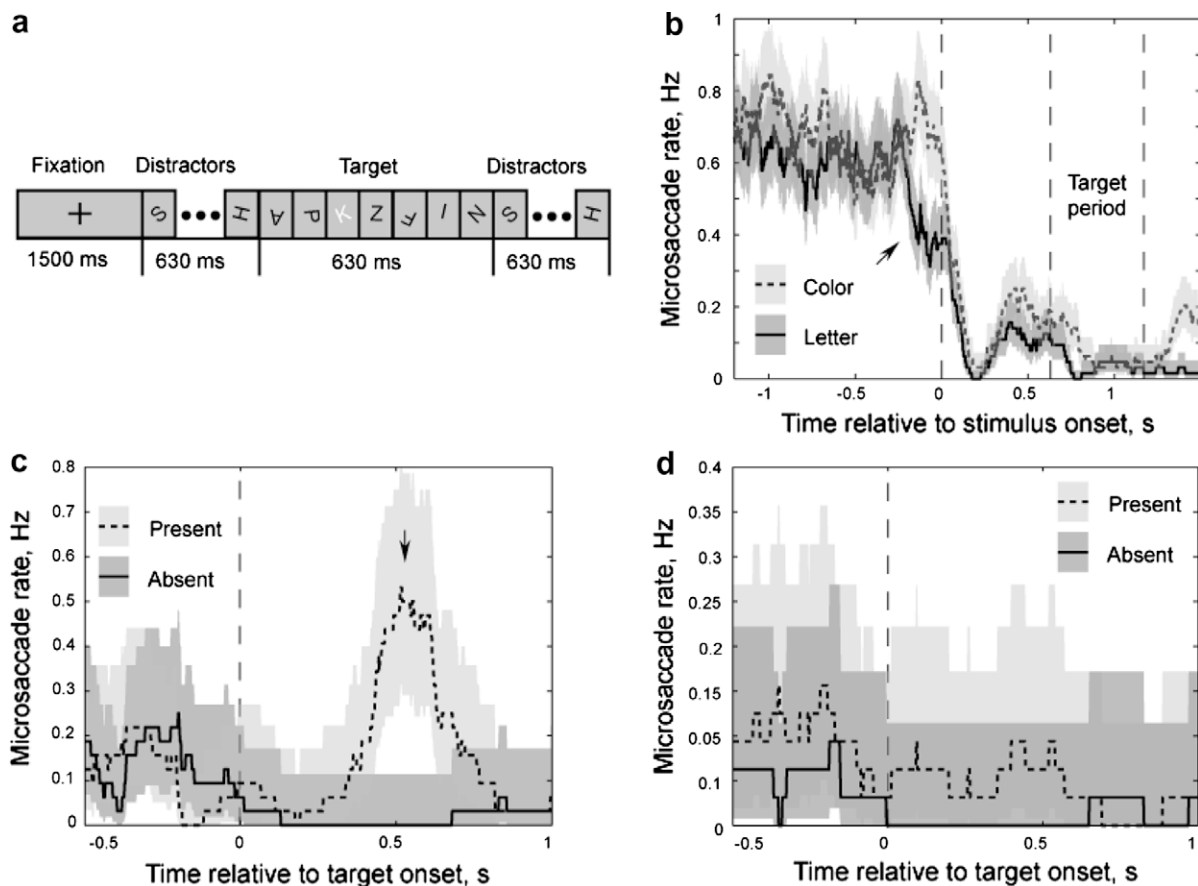 a
Fixation Distractors Target Distractors
+ S ••• H A P K Z F I N S ••• H
1500 ms 630 ms 630 ms 630 ms
b
Microsaccade rate, Hz
1
0.8
0.6
0.4
0.2
0
Target
period
Color
Letter
-1 -0.5 0 0.5 1
Time relative to stimulus onset, s
c
Microsaccade rate, Hz
0.8
0.7
0.6
0.5
0.4
0.3
0.2
0.1
0
Present
Absent
-0.5 0 0.5 1
Time relative to target onset, s
d
Microsaccade rate, Hz
0.4
0.35
0.3
0.25
0.2
0.15
0.05
0.1
0
Present
Absent
-0.5 0 0.5 1
Time relative to target onset, s